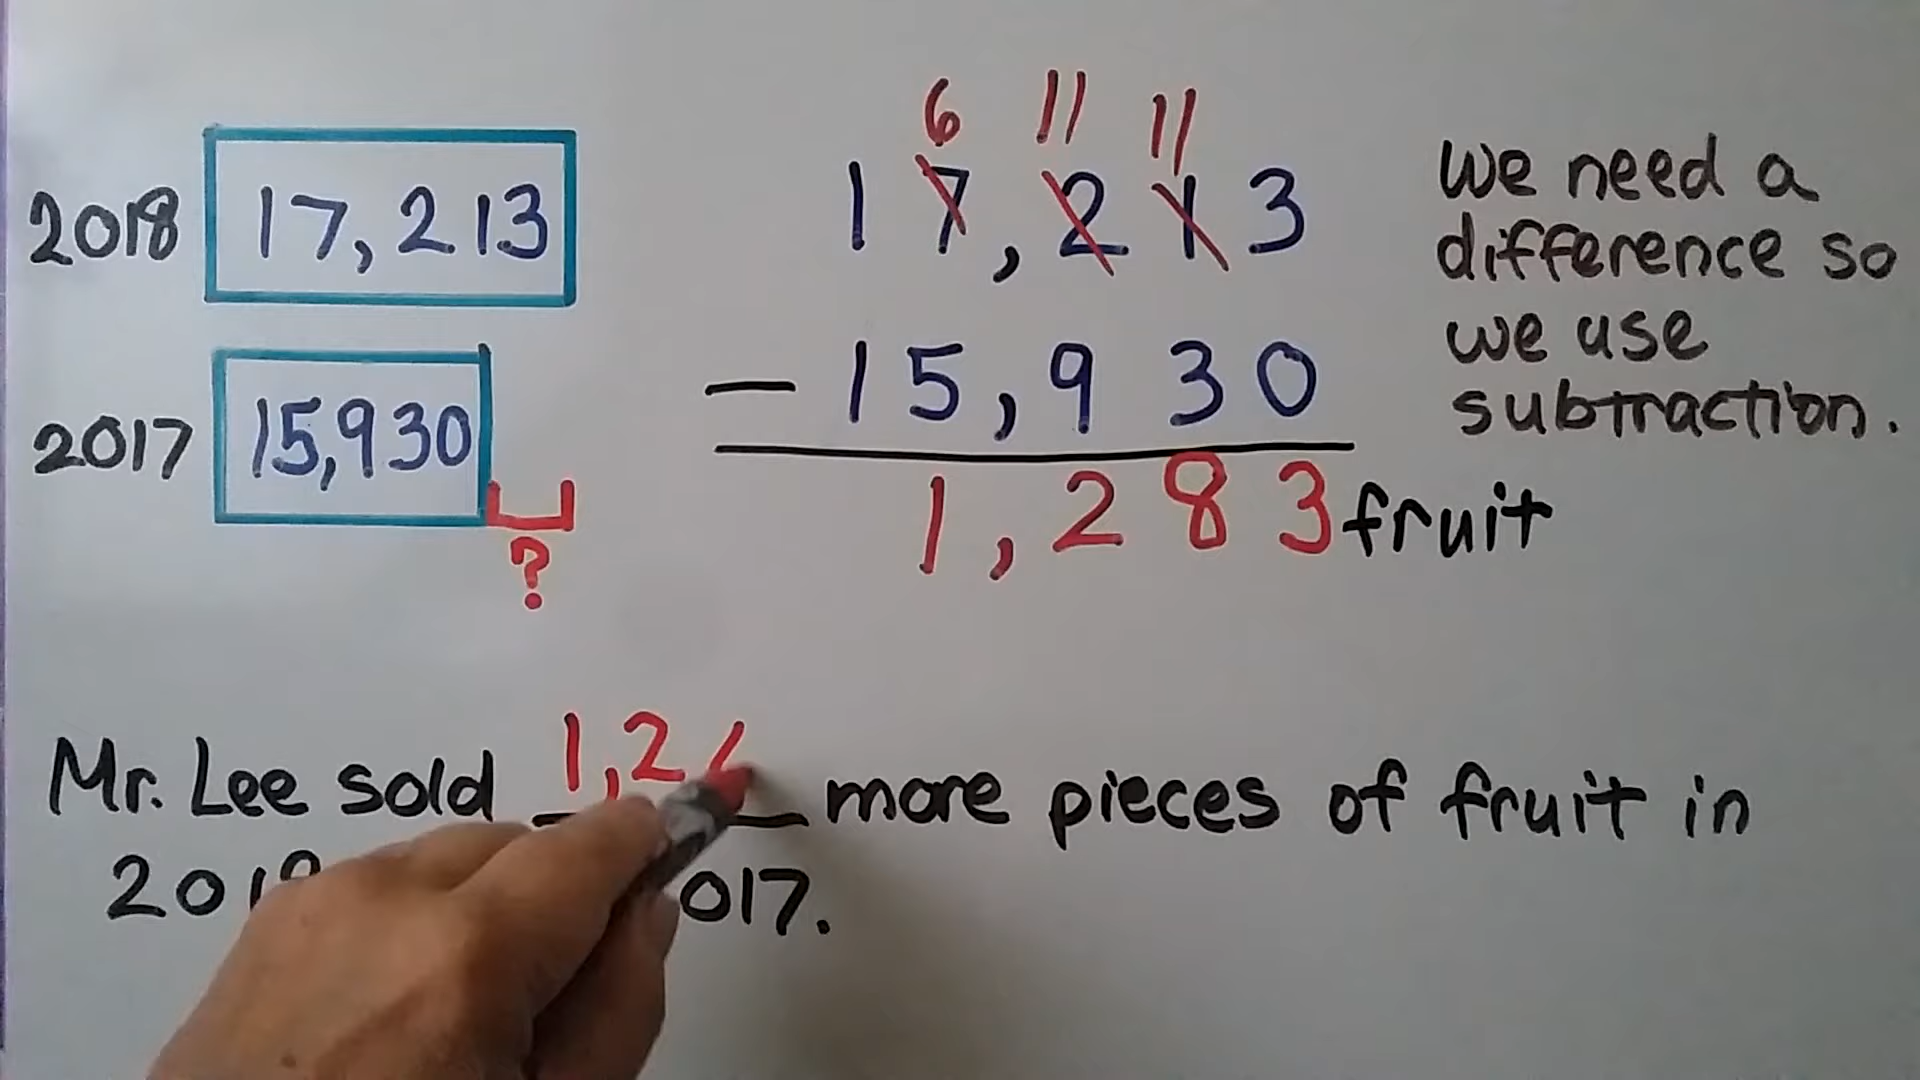 2018 17,213
2017 15,930
?
6 11 11
17,213
- 15,930
1,283 fruit
we need a
difference so
we use
subtraction.
Mr. Lee sold 1,2 more pieces of fruit in
017.